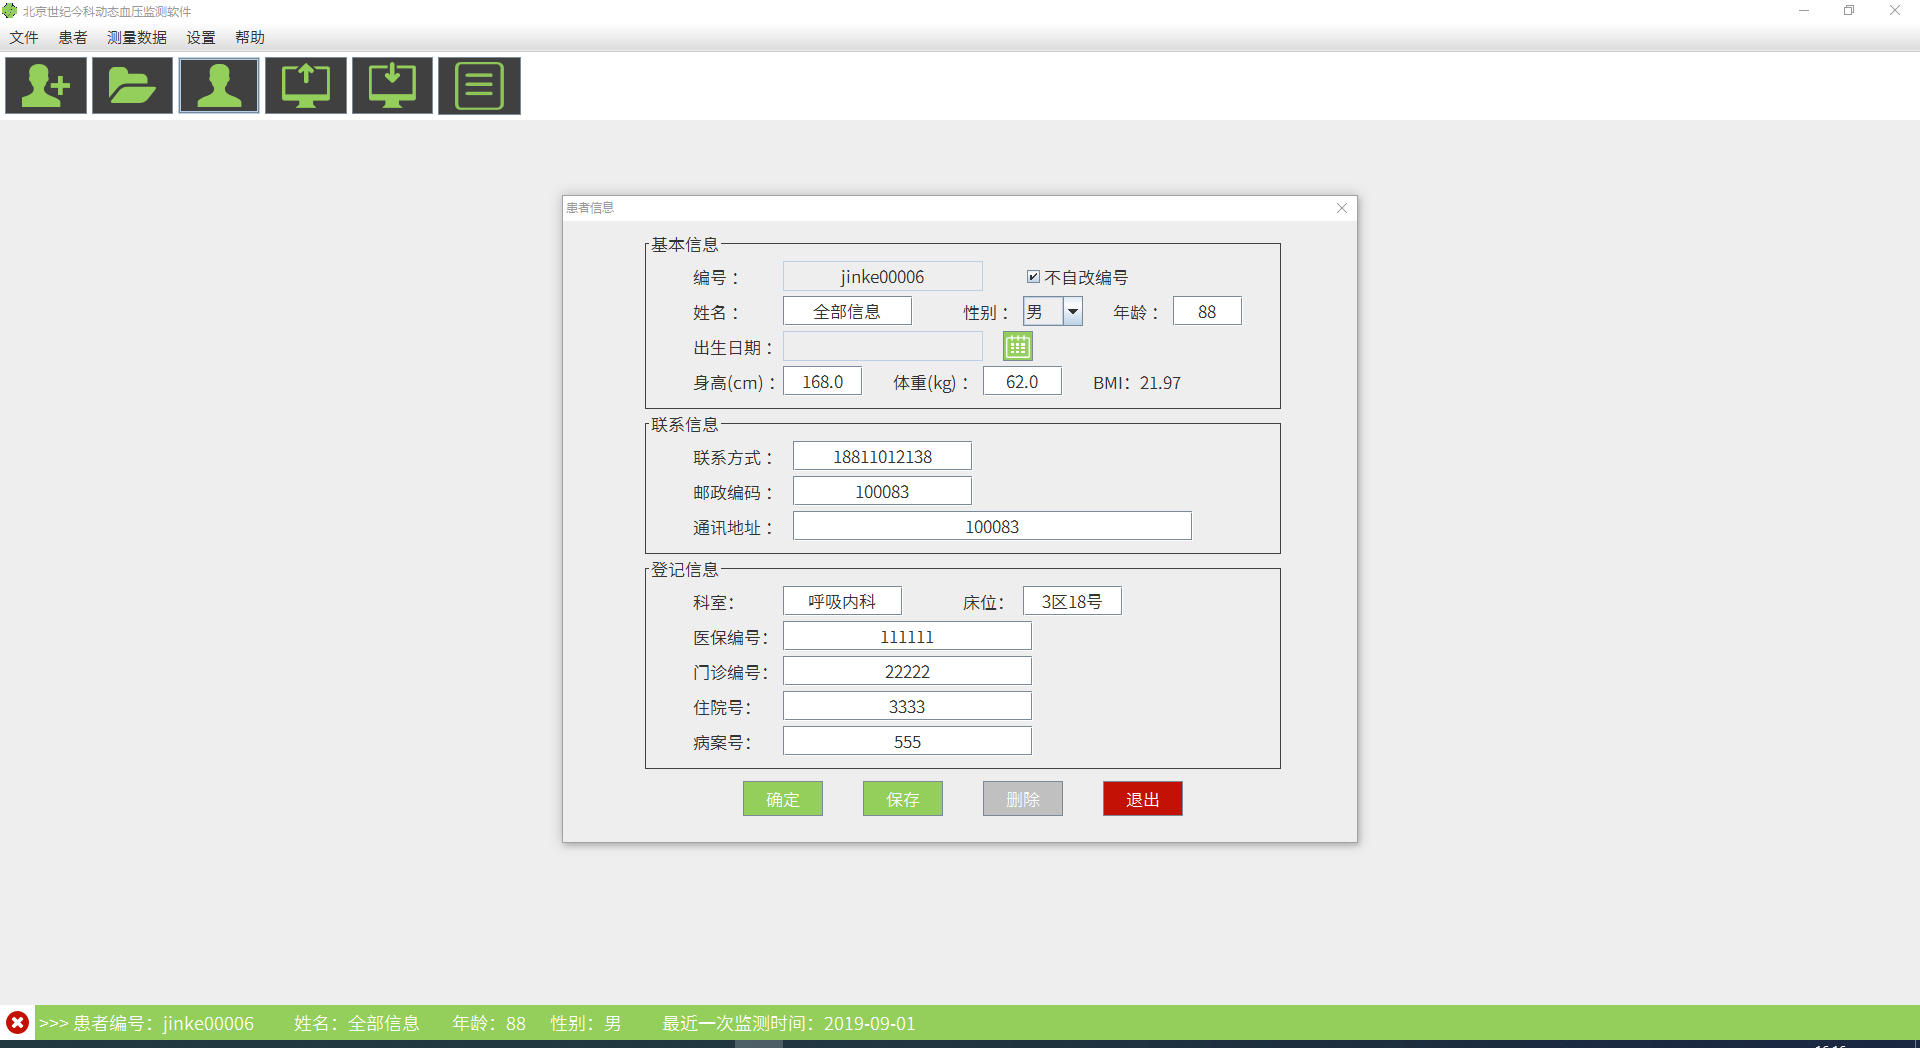 北京世纪今科动态血压监测软件
文件 患者 测量数据 设置 帮助
患者信息
基本信息
编号： jinke00006 不自改编号
姓名： 全部信息 性别： 男 年龄： 88
出生日期：
身高(cm)： 168.0 体重(kg)： 62.0 BMI：21.97
联系信息
联系方式： 18811012138
邮政编码： 100083
通讯地址： 100083
登记信息
科室： 呼吸内科 床位： 3区18号
医保编号： 111111
门诊编号： 22222
住院号： 3333
病案号： 555
确定 保存 删除 退出
>>> 患者编号：jinke00006 姓名：全部信息 年龄：88 性别：男 最近一次监测时间：2019-09-01